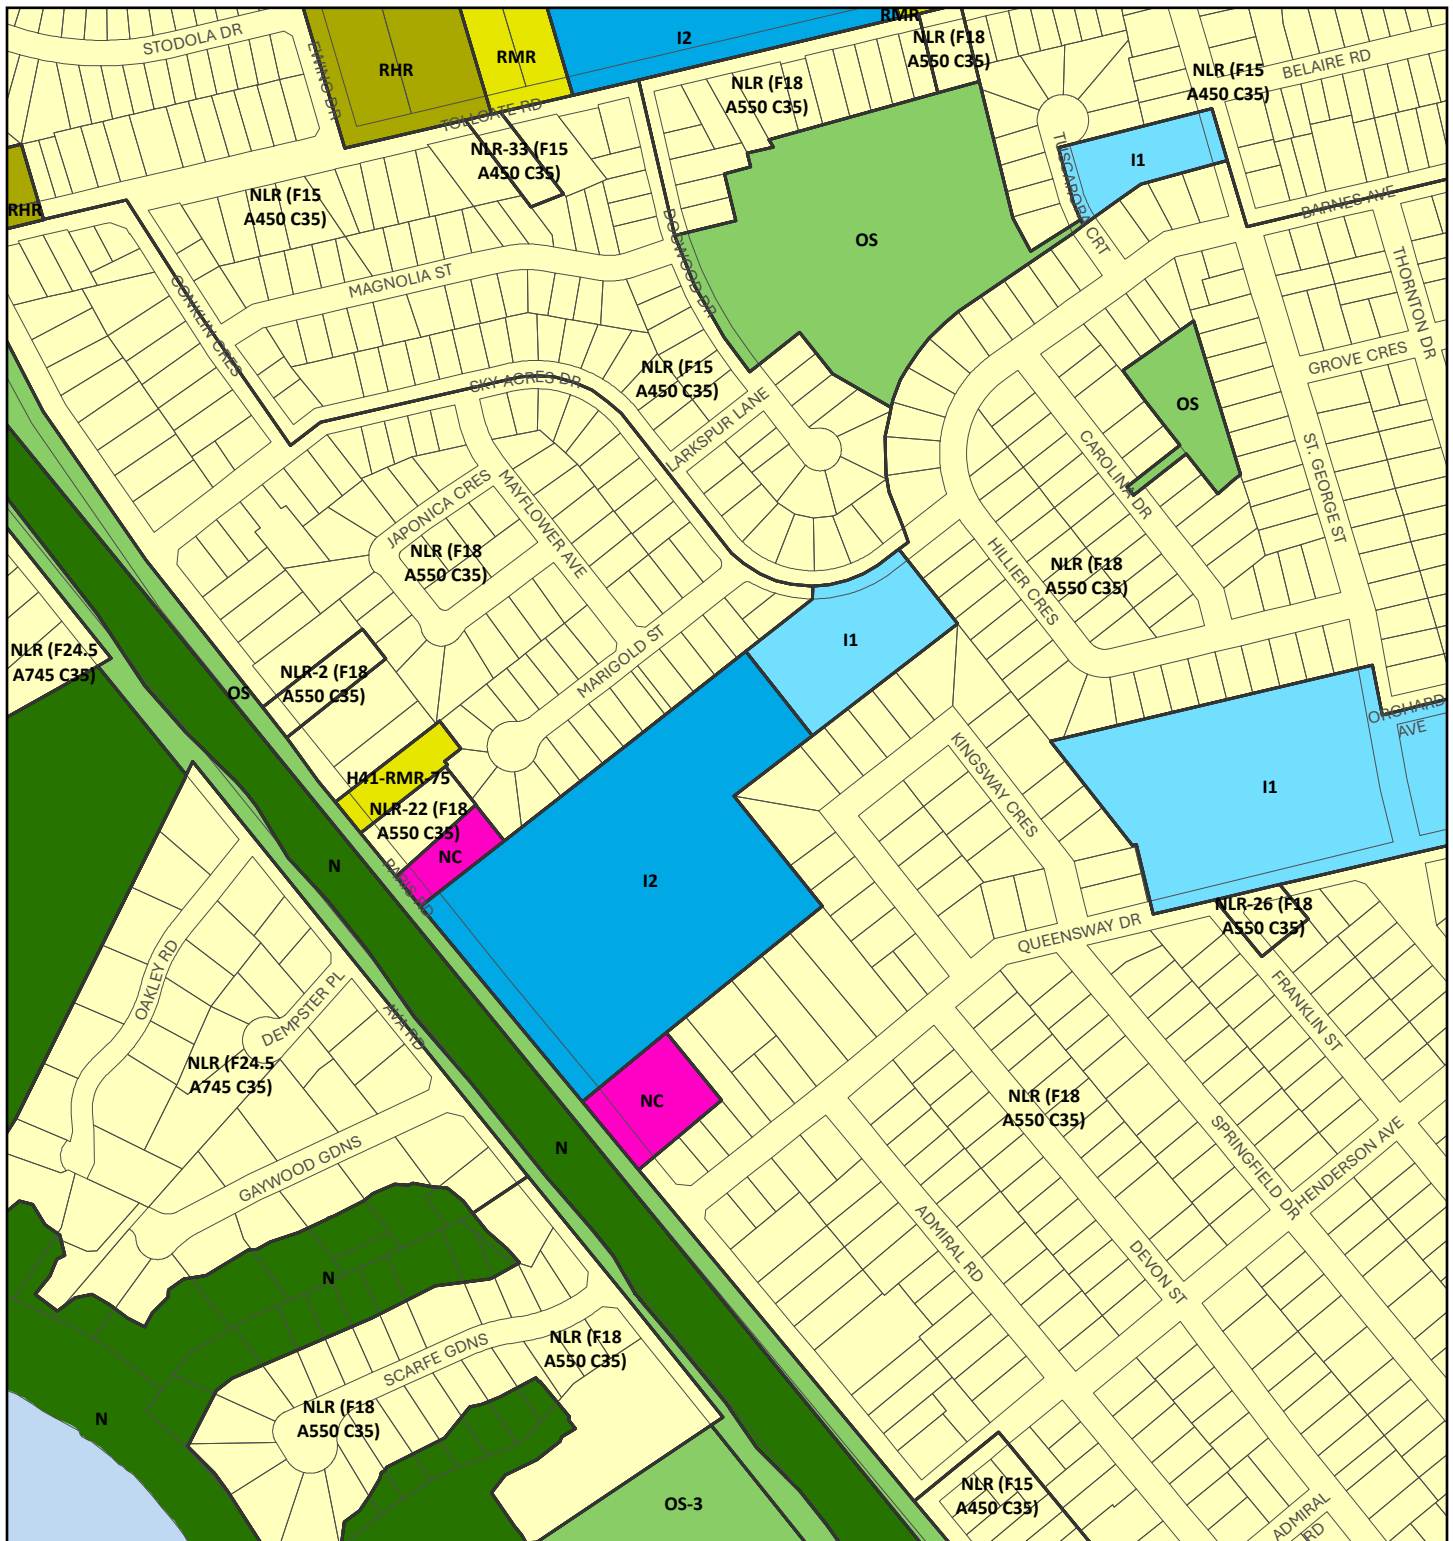 RMR
STODOLA DR
I2
NLR (F18
A550 C35)
EWING DR
RHR
RMR
NLR (F15
A450 C35)
BELAIRE RD
NLR (F18
A550 C35)
TOLLGATE RD
NLR-33 (F15
A450 C35)
I1
TUSCARORA CRT
NLR (F15
A450 C35)
RHR
BARNES AVE
OS
DOGWOOD DR
MAGNOLIA ST
CONKLIN CRES
THORNTON DR
GROVE CRES
SKY ACRES DR
NLR (F15
A450 C35)
OS
LARKSPUR LANE
CAROLINA DR
ST. GEORGE ST
JAPONICA CRES
MAYFLOWER AVE
NLR (F18
A550 C35)
HILLIER CRES
NLR (F18
A550 C35)
NLR (F24.5
A745 C35)
OS
NLR-2 (F18
A550 C35)
MARIGOLD ST
I1
ORCHARD
AVE
KINGSWAY CRES
H41-RMR-75
NLR-22 (F18
A550 C35)
I1
NC
N
PARIS RD
I2
NLR-26 (F18
A550 C35)
QUEENSWAY DR
OAKLEY RD
DEMPSTER PL
AVA RD
FRANKLIN ST
NLR (F24.5
A745 C35)
NC
NLR (F18
A550 C35)
N
SPRINGFIELD DR
HENDERSON AVE
GAYWOOD GDNS
ADMIRAL RD
DEVON ST
N
SCARFE GDNS
NLR (F18
A550 C35)
NLR (F18
A550 C35)
N
NLR (F15
A450 C35)
OS-3
ADMIRAL
RD